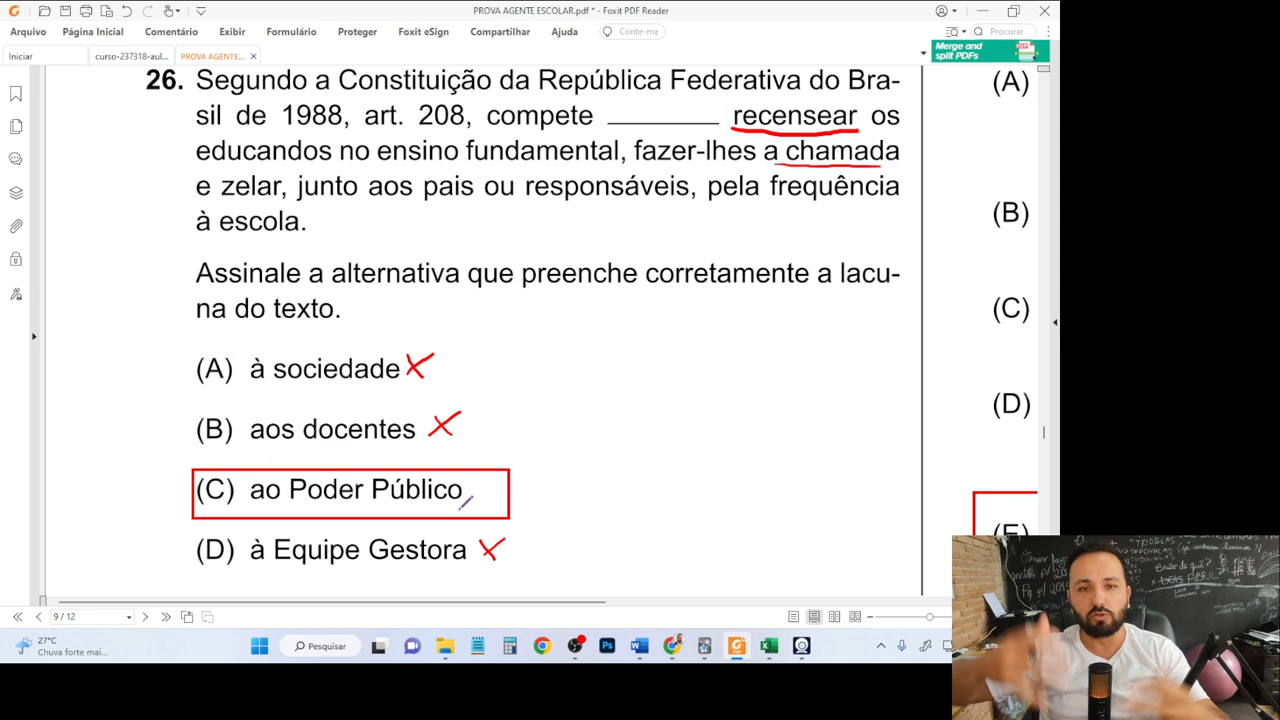 PROVA AGENTE ESCOLAR.pdf * - Foxit PDF Reader
Arquivo Página Inicial Comentário Exibir Formulário Proteger Foxit eSign Compartilhar Ajuda Conte-me Procurar
Iniciar curso-237318-aul... PROVA AGENTE...
Merge and
split PDFs
26. Segundo a Constituição da República Federativa do Bra-
sil de 1988, art. 208, compete ________ recensear os
educandos no ensino fundamental, fazer-lhes a chamada
e zelar, junto aos pais ou responsáveis, pela frequência
à escola.
Assinale a alternativa que preenche corretamente a lacu-
na do texto.
(A) à sociedade
(B) aos docentes
(C) ao Poder Público
(D) à Equipe Gestora
(A)
(B)
(C)
(D)
(E)
9 / 12
27°C
Chuva forte mai...
Pesquisar